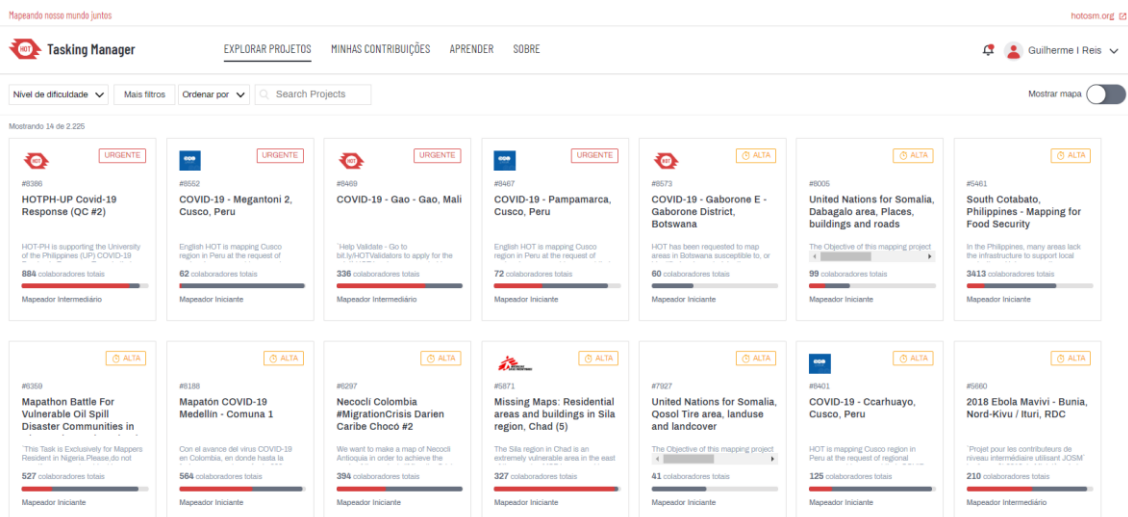 Mapeando nosso mundo juntos
hotosm.org
HOT Tasking Manager
EXPLORAR PROJETOS MINHAS CONTRIBUIÇÕES APRENDER SOBRE
Guilherme I Reis
Nível de dificuldade Mais filtros Ordenar por Search Projects
Mostrar mapa
Mostrando 14 de 2.225
HOT
URGENTE
#8386
HOTPH-UP Covid-19
Response (QC #2)
HOT-PH is supporting the University
of the Philippines (UP) COVID-19
884 colaboradores totais
Mapeador Intermediário
URGENTE
#8552
COVID-19 - Megantoni 2,
Cusco, Peru
English HOT is mapping Cusco
region in Peru at the request of
62 colaboradores totais
Mapeador Iniciante
HOT
URGENTE
#8469
COVID-19 - Gao - Gao, Mali
`Help Validate - Go to
bit.ly/HOTValidators to apply for the
336 colaboradores totais
Mapeador Intermediário
URGENTE
#8467
COVID-19 - Pampamarca,
Cusco, Peru
English HOT is mapping Cusco
region in Peru at the request of
72 colaboradores totais
Mapeador Iniciante
HOT
ALTA
#8573
COVID-19 - Gaborone E -
Gaborone District,
Botswana
HOT has been requested to map
areas in Botswana susceptible to, or
60 colaboradores totais
Mapeador Iniciante
ALTA
#8005
United Nations for Somalia,
Dabagalo area, Places,
buildings and roads
The Objective of this mapping project
99 colaboradores totais
Mapeador Iniciante
ALTA
#5461
South Cotabato,
Philippines - Mapping for
Food Security
In the Philippines, many areas lack
the infrastructure to support local
3413 colaboradores totais
Mapeador Iniciante
ALTA
#6359
Mapathon Battle For
Vulnerable Oil Spill
Disaster Communities in
`This Task is Exclusively for Mappers
Resident in Nigeria.Please.do not
527 colaboradores totais
Mapeador Iniciante
ALTA
#8188
Mapatón COVID-19
Medellin - Comuna 1
Con el avance del virus COVID-19
en Colombia, en donde hasta la
564 colaboradores totais
Mapeador Iniciante
ALTA
#6297
Necoclí Colombia
#MigrationCrisis Darien
Caribe Chocó #2
We want to make a map of Necoclí
Antioquia in order to achieve the
394 colaboradores totais
Mapeador Iniciante
ALTA
#5871
Missing Maps: Residential
areas and buildings in Sila
region, Chad (5)
The Sila region in Chad is an
extremely vulnerable area in the east
327 colaboradores totais
Mapeador Iniciante
ALTA
#7927
United Nations for Somalia,
Qosol Tire area, landuse
and landcover
The Objective of this mapping project
41 colaboradores totais
Mapeador Iniciante
ALTA
#8401
COVID-19 - Ccarhuayo,
Cusco, Peru
HOT is mapping Cusco region in
Peru at the request of regional
125 colaboradores totais
Mapeador Iniciante
ALTA
#5660
2018 Ebola Mavivi - Bunia,
Nord-Kivu / Ituri, RDC
`Projet pour les contributeurs de
niveau intermédiaire utilisant JOSM`
210 colaboradores totais
Mapeador Intermediário